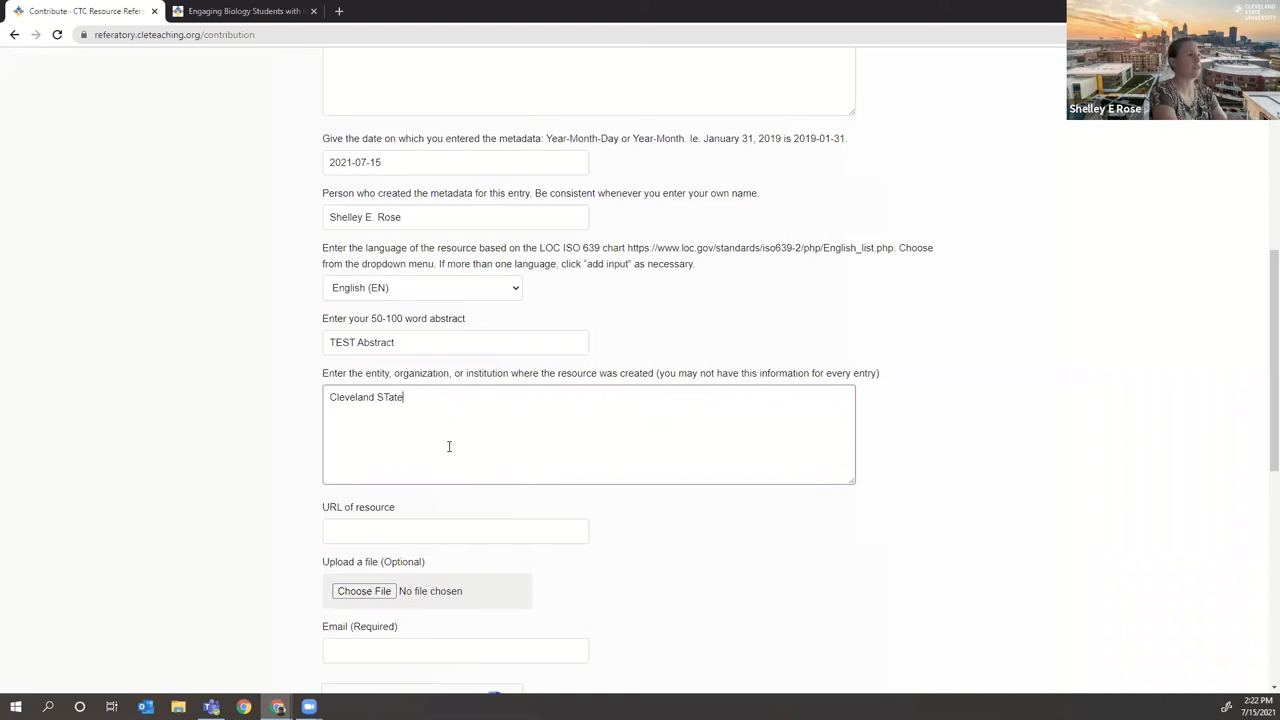 Contribute - CTC Resource Refera
Engaging Biology Students with
referatory.cleteaching.org/contribution
CLEVELAND
STATE
UNIVERSITY
Shelley E Rose
Give the date on which you entered the metadata: Year-Month-Day or Year-Month. Ie. January 31, 2019 is 2019-01-31.
2021-07-15
Person who created the metadata for this entry. Be consistent whenever you enter your own name.
Shelley E. Rose
Enter the language of the resource based on the LOC ISO 639 chart https://www.loc.gov/standards/iso639-2/php/English_list.php. Choose
from the dropdown menu. If more than one language, click “add input” as necessary.
English (EN)
Enter your 50-100 word abstract
TEST Abstract
Enter the entity, organization, or institution where the resource was created (you may not have this information for every entry)
Cleveland STate
URL of resource
Upload a file (Optional)
Choose File No file chosen
Email (Required)
2:22 PM
7/15/2021